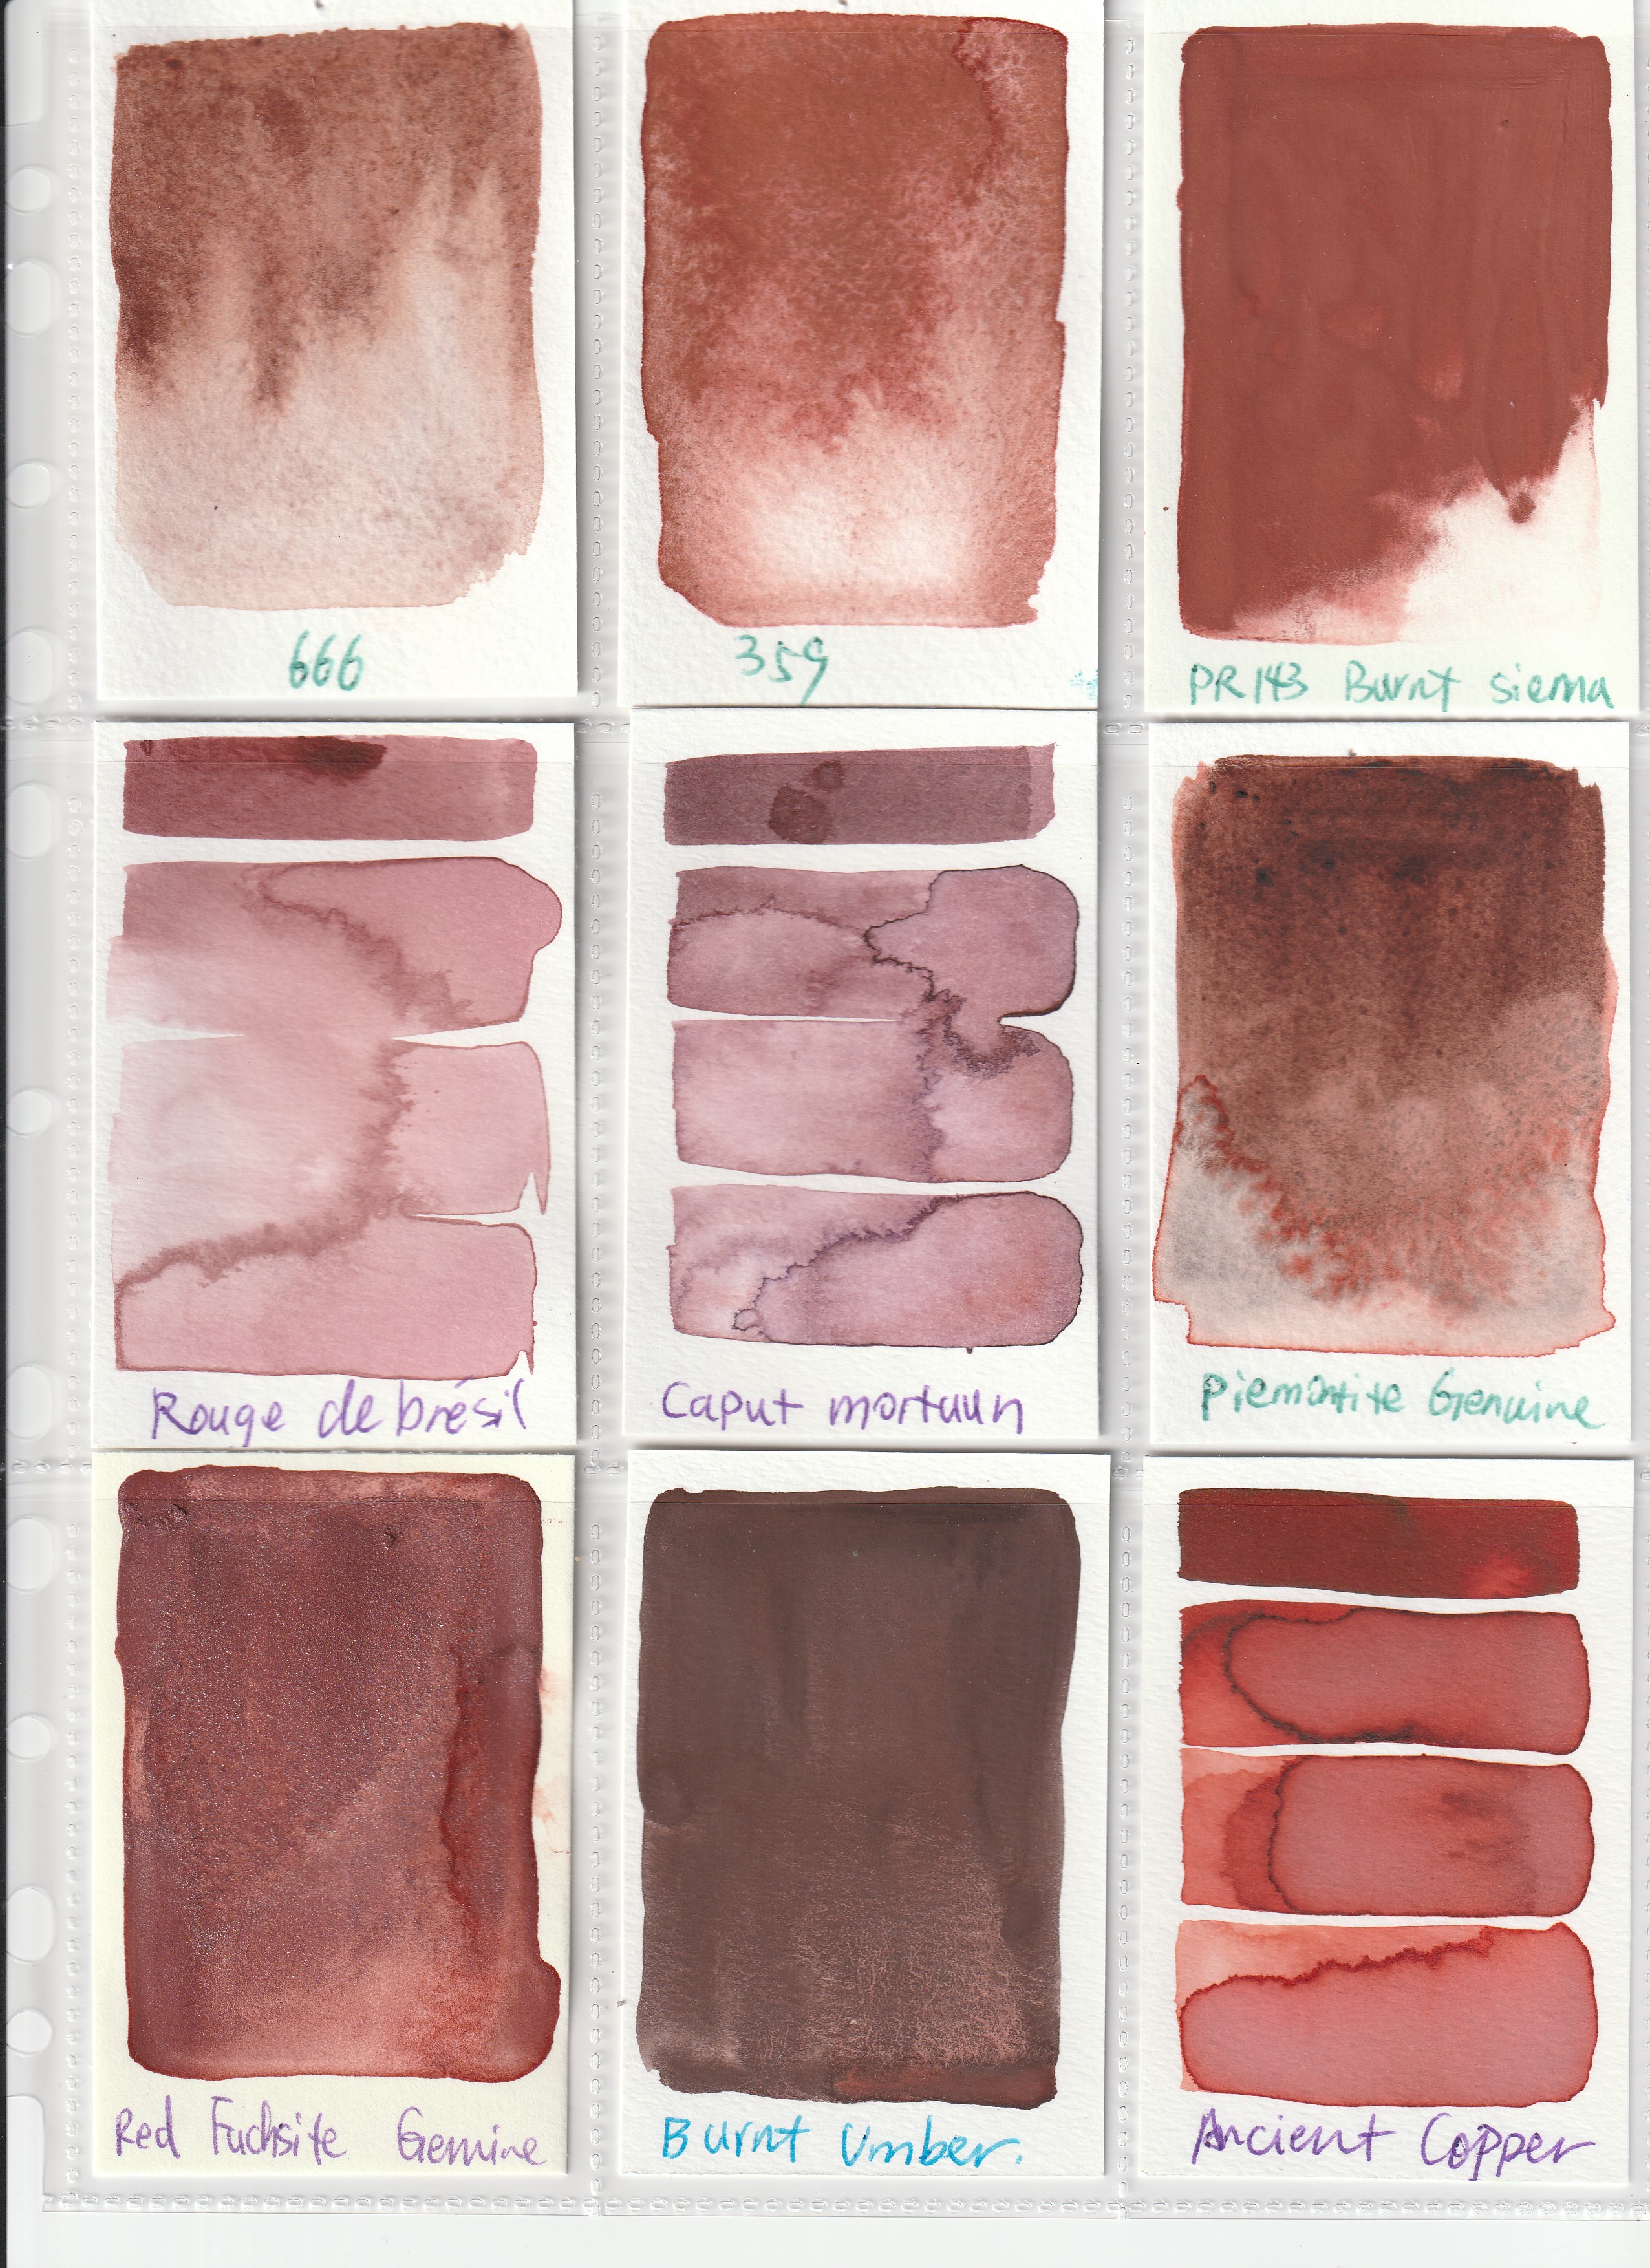 666
359
PR143 Burnt sienna
Rouge de brésil
Caput mortuun
Piemontite Genuine
Red Fuchsite Genuine
Burnt Umber.
Ancient Copper